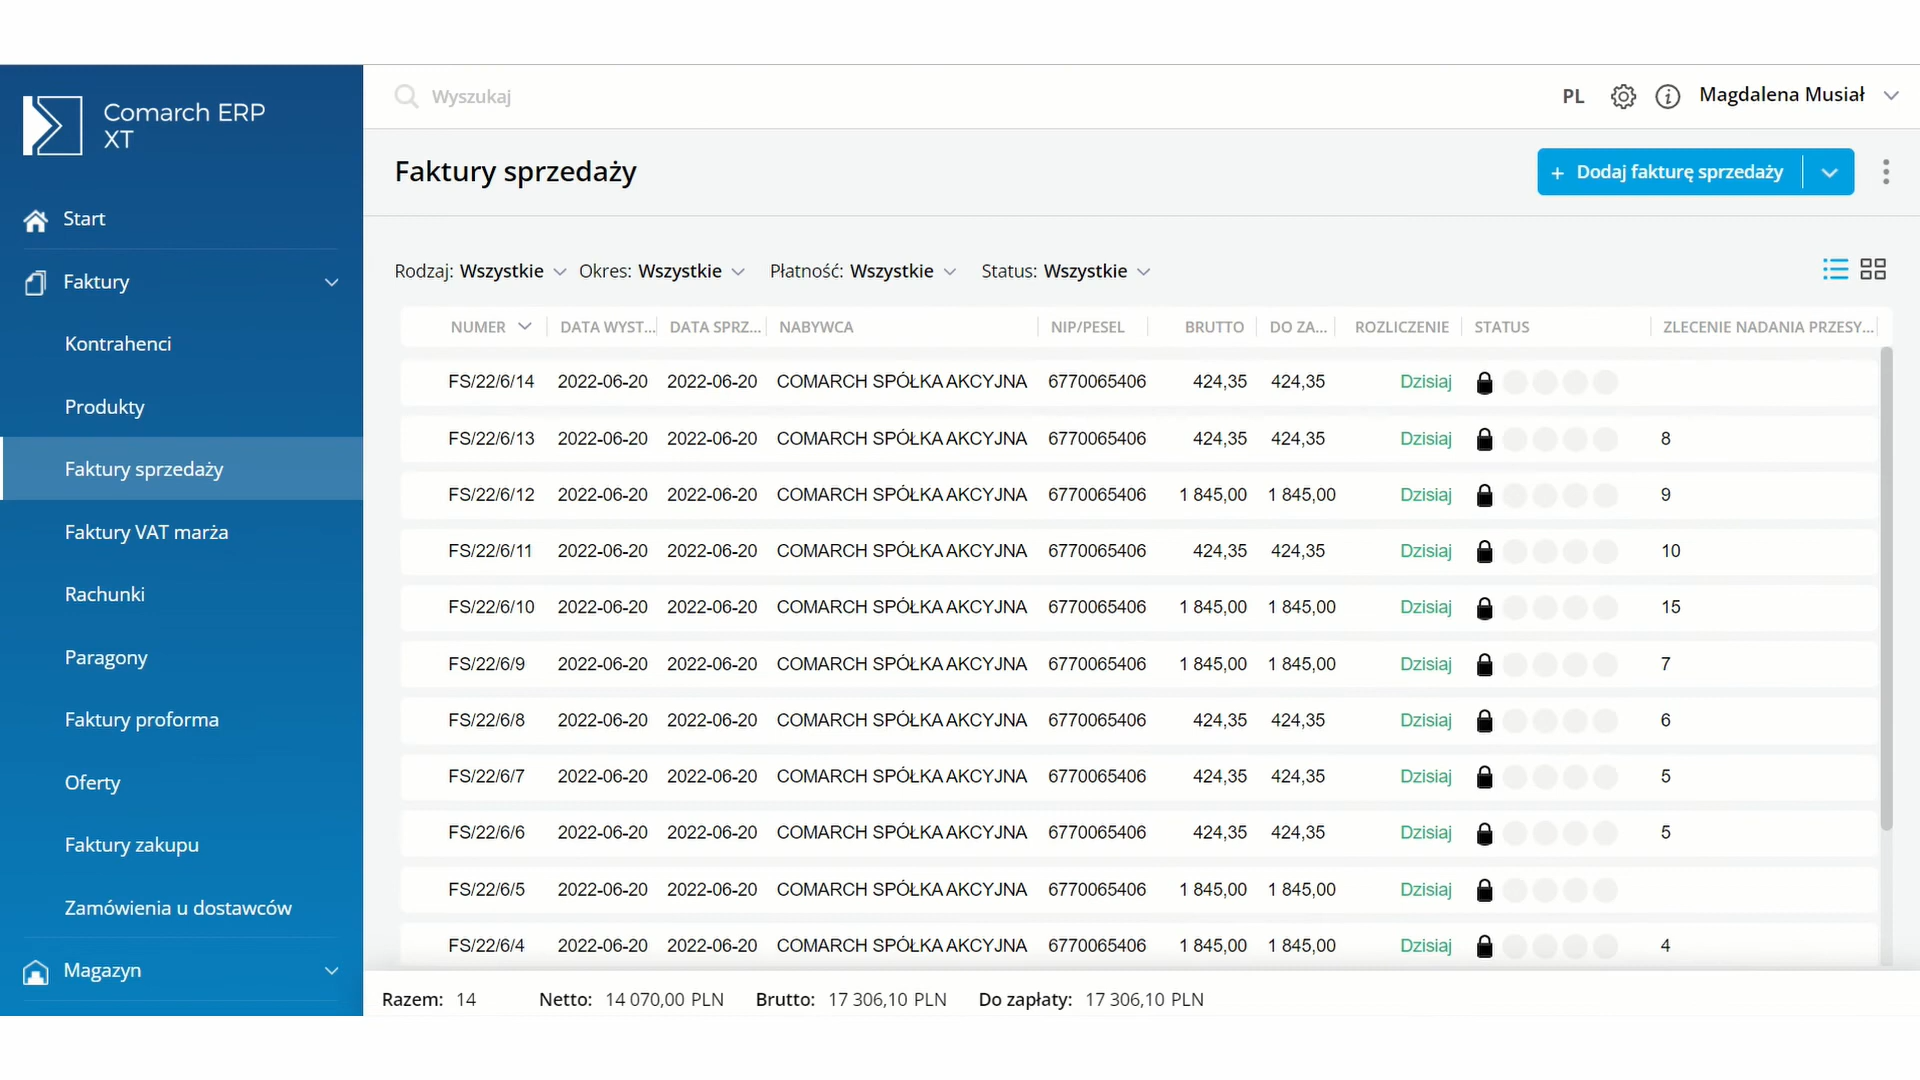 Comarch ERP
XT
Wyszukaj
PL Magdalena Musiał
Start
Faktury
Kontrahenci
Produkty
Faktury sprzedaży
Faktury VAT marża
Rachunki
Paragony
Faktury proforma
Oferty
Faktury zakupu
Zamówienia u dostawców
Magazyn
Faktury sprzedaży
+ Dodaj fakturę sprzedaży
Rodzaj: Wszystkie Okres: Wszystkie Płatność: Wszystkie Status: Wszystkie
NUMER DATA WYST... DATA SPRZ... NABYWCA NIP/PESEL BRUTTO DO ZA... ROZLICZENIE STATUS ZLECENIE NADANIA PRZESY...
FS/22/6/14 2022-06-20 2022-06-20 COMARCH SPÓŁKA AKCYJNA 6770065406 424,35 424,35 Dzisiaj
FS/22/6/13 2022-06-20 2022-06-20 COMARCH SPÓŁKA AKCYJNA 6770065406 424,35 424,35 Dzisiaj 8
FS/22/6/12 2022-06-20 2022-06-20 COMARCH SPÓŁKA AKCYJNA 6770065406 1 845,00 1 845,00 Dzisiaj 9
FS/22/6/11 2022-06-20 2022-06-20 COMARCH SPÓŁKA AKCYJNA 6770065406 424,35 424,35 Dzisiaj 10
FS/22/6/10 2022-06-20 2022-06-20 COMARCH SPÓŁKA AKCYJNA 6770065406 1 845,00 1 845,00 Dzisiaj 15
FS/22/6/9 2022-06-20 2022-06-20 COMARCH SPÓŁKA AKCYJNA 6770065406 1 845,00 1 845,00 Dzisiaj 7
FS/22/6/8 2022-06-20 2022-06-20 COMARCH SPÓŁKA AKCYJNA 6770065406 424,35 424,35 Dzisiaj 6
FS/22/6/7 2022-06-20 2022-06-20 COMARCH SPÓŁKA AKCYJNA 6770065406 424,35 424,35 Dzisiaj 5
FS/22/6/6 2022-06-20 2022-06-20 COMARCH SPÓŁKA AKCYJNA 6770065406 424,35 424,35 Dzisiaj 5
FS/22/6/5 2022-06-20 2022-06-20 COMARCH SPÓŁKA AKCYJNA 6770065406 1 845,00 1 845,00 Dzisiaj
FS/22/6/4 2022-06-20 2022-06-20 COMARCH SPÓŁKA AKCYJNA 6770065406 1 845,00 1 845,00 Dzisiaj 4
Razem: 14 Netto: 14 070,00 PLN Brutto: 17 306,10 PLN Do zapłaty: 17 306,10 PLN